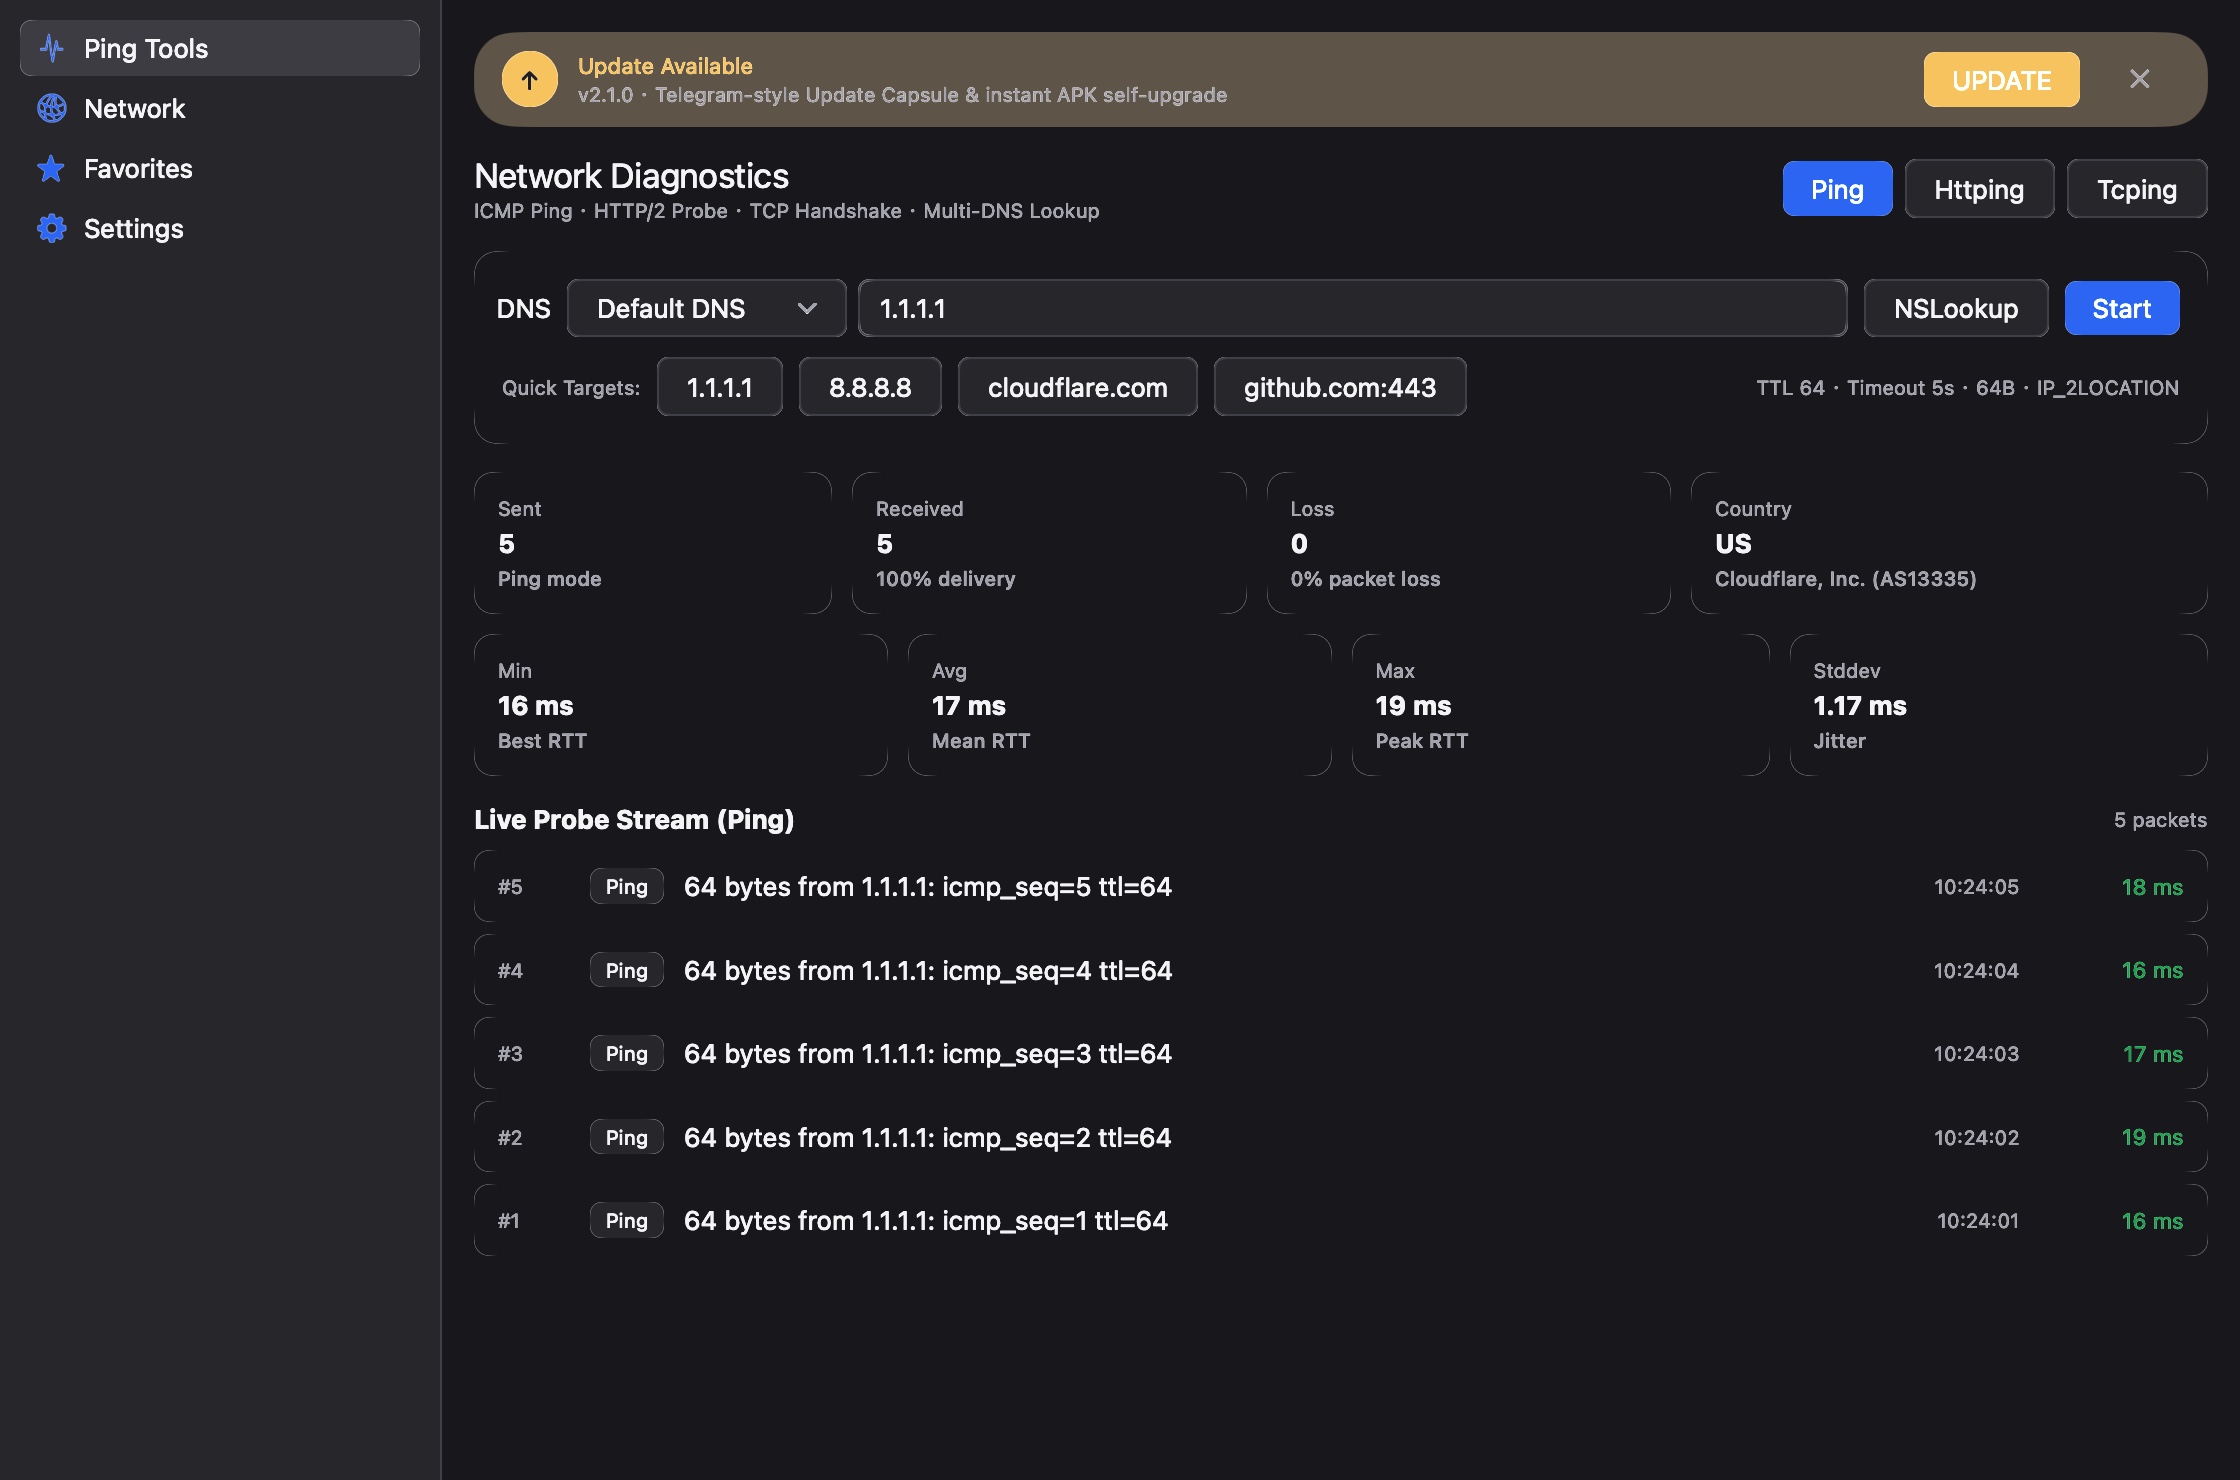 Ping Tools
Network
Favorites
Settings
Update Available
v2.1.0 · Telegram-style Update Capsule & instant APK self-upgrade
UPDATE
Network Diagnostics
ICMP Ping · HTTP/2 Probe · TCP Handshake · Multi-DNS Lookup
Ping Httping Tcping
DNS Default DNS 1.1.1.1 NSLookup Start
Quick Targets: 1.1.1.1 8.8.8.8 cloudflare.com github.com:443 TTL 64 · Timeout 5s · 64B · IP_2LOCATION
Sent
5
Ping mode
Received
5
100% delivery
Loss
0
0% packet loss
Country
US
Cloudflare, Inc. (AS13335)
Min
16 ms
Best RTT
Avg
17 ms
Mean RTT
Max
19 ms
Peak RTT
Stddev
1.17 ms
Jitter
Live Probe Stream (Ping) 5 packets
#5 Ping 64 bytes from 1.1.1.1: icmp_seq=5 ttl=64 10:24:05 18 ms
#4 Ping 64 bytes from 1.1.1.1: icmp_seq=4 ttl=64 10:24:04 16 ms
#3 Ping 64 bytes from 1.1.1.1: icmp_seq=3 ttl=64 10:24:03 17 ms
#2 Ping 64 bytes from 1.1.1.1: icmp_seq=2 ttl=64 10:24:02 19 ms
#1 Ping 64 bytes from 1.1.1.1: icmp_seq=1 ttl=64 10:24:01 16 ms